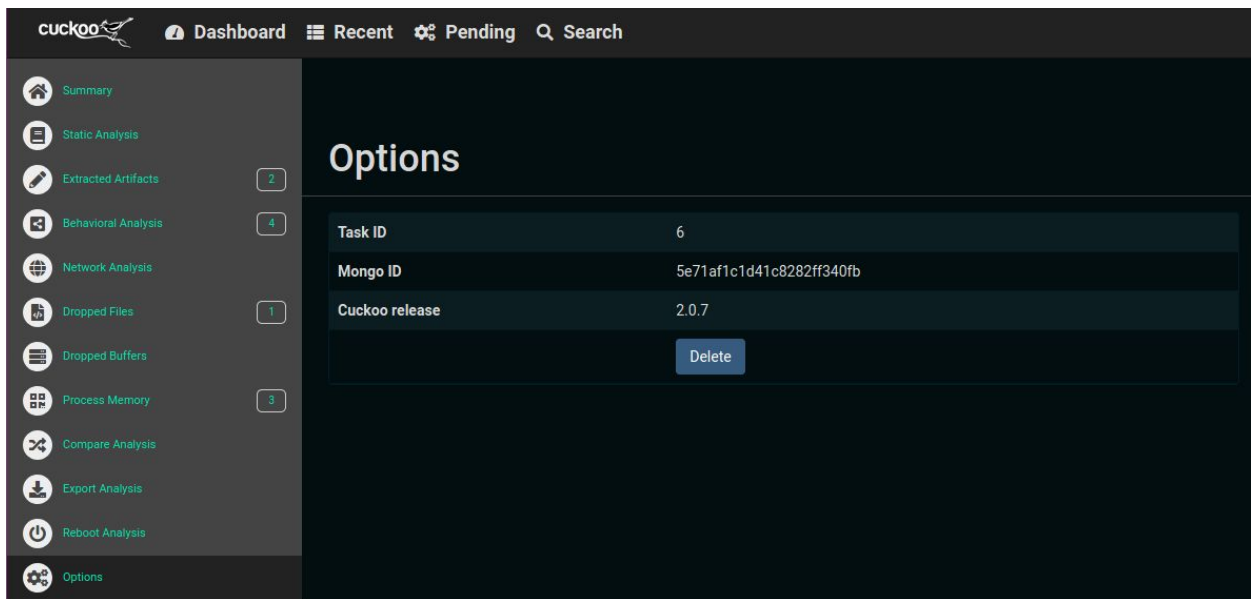 cuckoo Dashboard Recent Pending Search
Summary
Static Analysis
Extracted Artifacts 2
Behavioral Analysis 4
Network Analysis
Dropped Files 1
Dropped Buffers
Process Memory 3
Compare Analysis
Export Analysis
Reboot Analysis
Options
Options
Task ID 6
Mongo ID 5e71af1c1d41c8282ff340fb
Cuckoo release 2.0.7
Delete